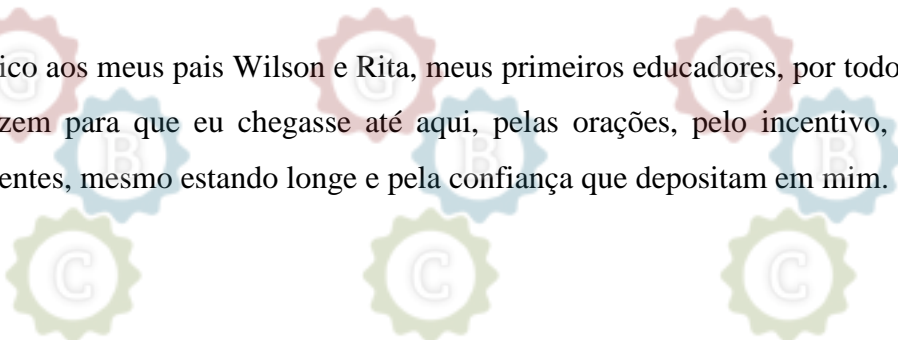 ico aos meus pais Wilson e Rita, meus primeiros educadores, por todo
zem para que eu chegasse até aqui, pelas orações, pelo incentivo,
entes, mesmo estando longe e pela confiança que depositam em mim.
G G G
B B B
C C C